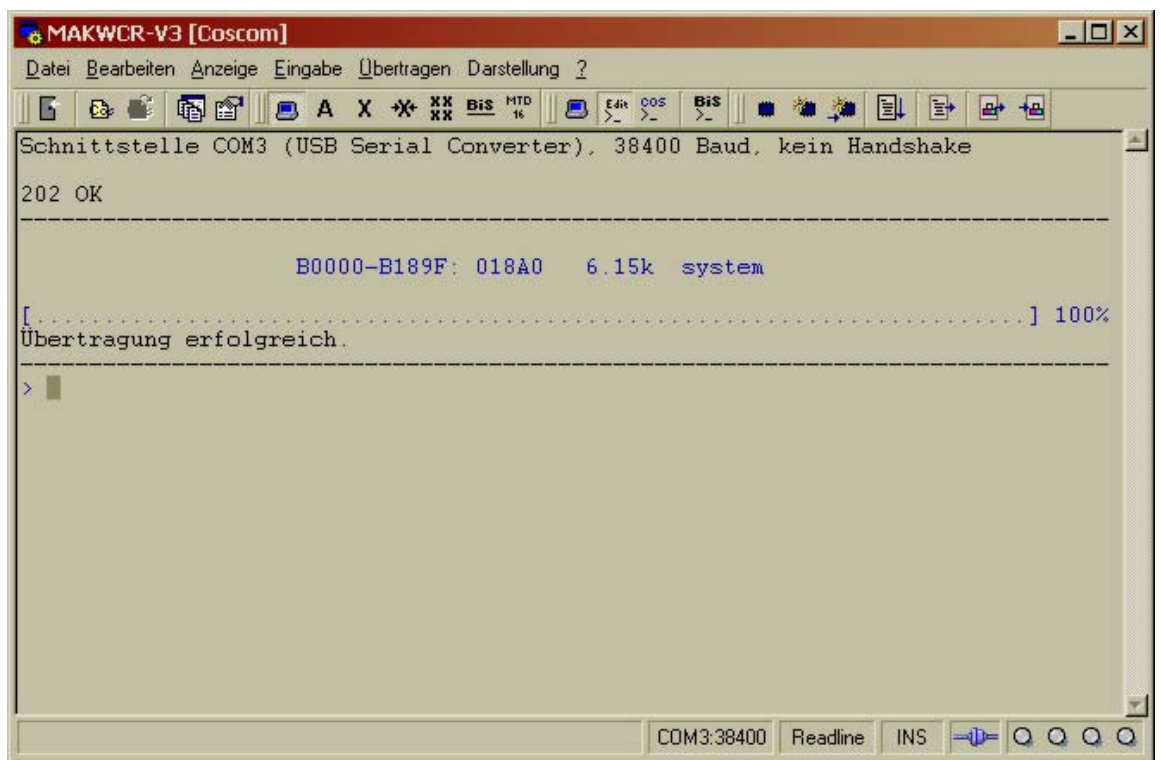 MAKWCR-V3 [Coscom]
Datei Bearbeiten Anzeige Eingabe Übertragen Darstellung ?
A X XX XX BiS MTD 16 Edit >_ COS >_ BiS >_
Schnittstelle COM3 (USB Serial Converter), 38400 Baud, kein Handshake
202 OK
B0000-B189F: 018A0 6.15k system
[........................................................................] 100%
Übertragung erfolgreich.
>
COM3:38400 Readline INS